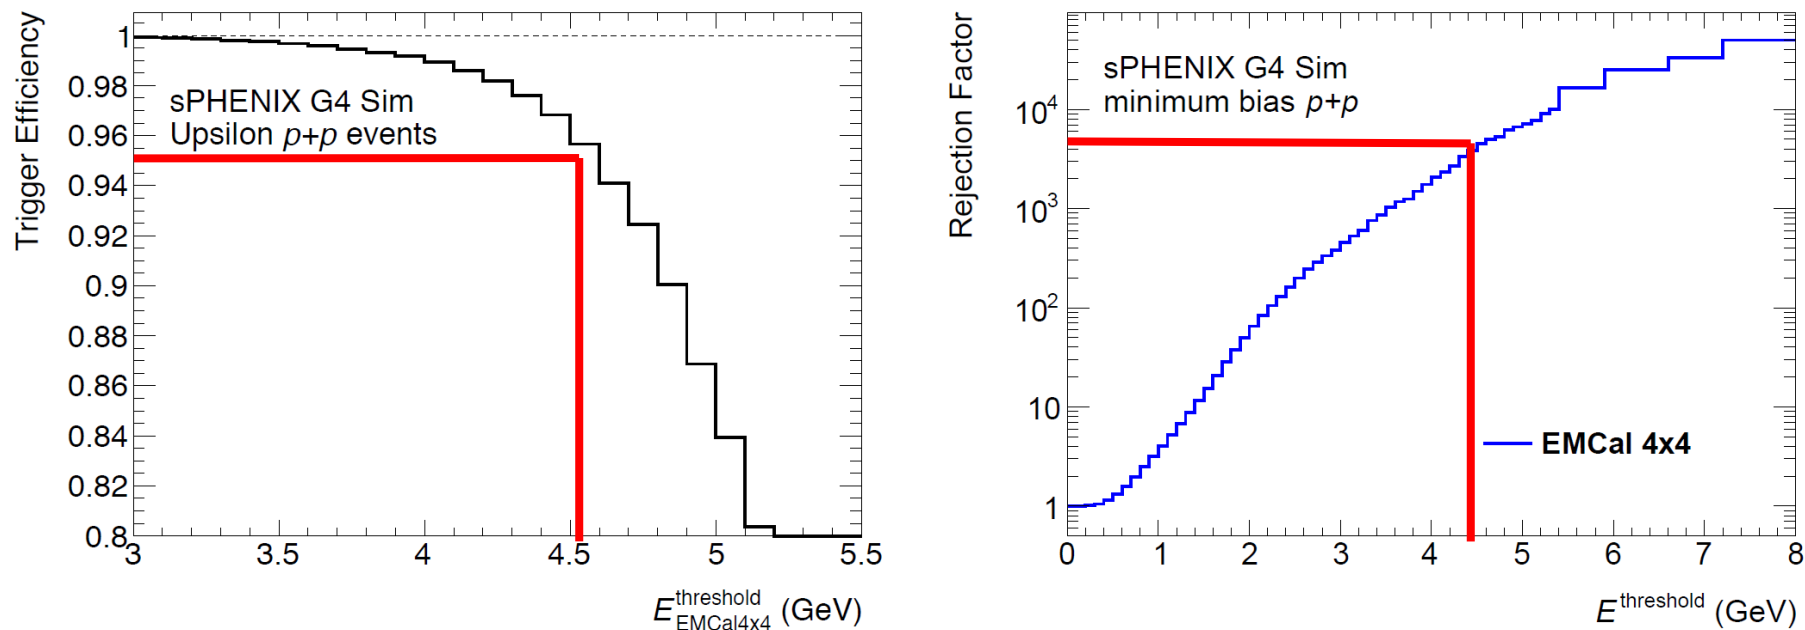 Trigger Efficiency
1
0.98
0.96
0.94
0.92
0.9
0.88
0.86
0.84
0.82
0.8
sPHENIX G4 Sim
Upsilon p+p events
3 3.5 4 4.5 5 5.5
E threshold EMCal4x4 (GeV)
Rejection Factor
10^4
10^3
10^2
10
1
sPHENIX G4 Sim
minimum bias p+p
EMCal 4x4
0 1 2 3 4 5 6 7 8
E threshold (GeV)